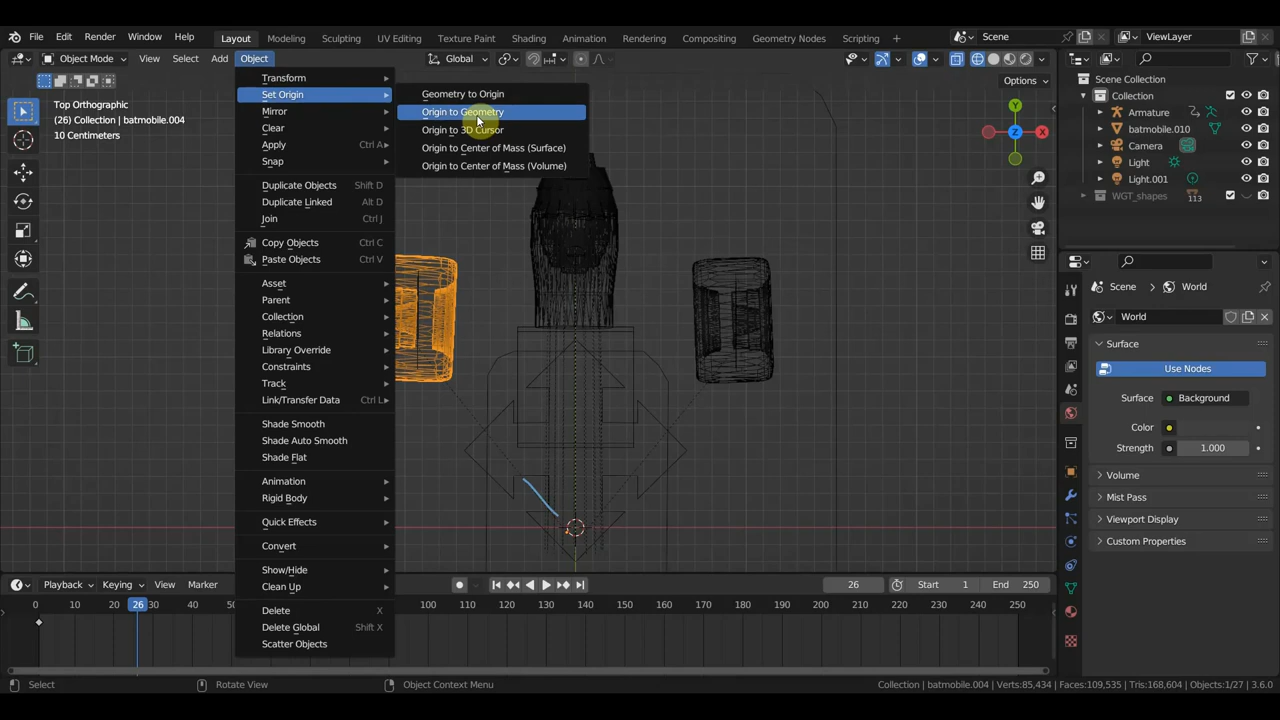 File Edit Render Window Help Layout Modeling Sculpting UV Editing Texture Paint Shading Animation Rendering Compositing Geometry Nodes Scripting Scene ViewLayer
Object Mode View Select Add Object Global
Options
Transform
Set Origin
Mirror
Clear
Apply Ctrl A
Snap
Duplicate Objects Shift D
Duplicate Linked Alt D
Join Ctrl J
Copy Objects Ctrl C
Paste Objects Ctrl V
Asset
Parent
Collection
Relations
Library Override
Constraints
Track
Link/Transfer Data Ctrl L
Shade Smooth
Shade Auto Smooth
Shade Flat
Animation
Rigid Body
Quick Effects
Convert
Show/Hide
Clean Up
Delete X
Delete Global Shift X
Scatter Objects
Geometry to Origin
Origin to Geometry
Origin to 3D Cursor
Origin to Center of Mass (Surface)
Origin to Center of Mass (Volume)
Top Orthographic
(26) Collection | batmobile.004
10 Centimeters
Y
X
Z
Scene Collection
Collection
Armature
batmobile.010
Camera
Light
Light.001
WGT_shapes 113
Scene World
World
Surface
Use Nodes
Surface Background
Color
Strength 1.000
Volume
Mist Pass
Viewport Display
Custom Properties
Playback Keying View Marker 26 Start 1 End 250
0 26 30 40 50 100 110 120 130 140 150 160 170 180 190 200 210 220 230 240 250
Select Rotate View Object Context Menu Collection | batmobile.004 | Verts:85,434 | Faces:109,535 | Tris:168,604 | Objects:1/27 | 3.6.0